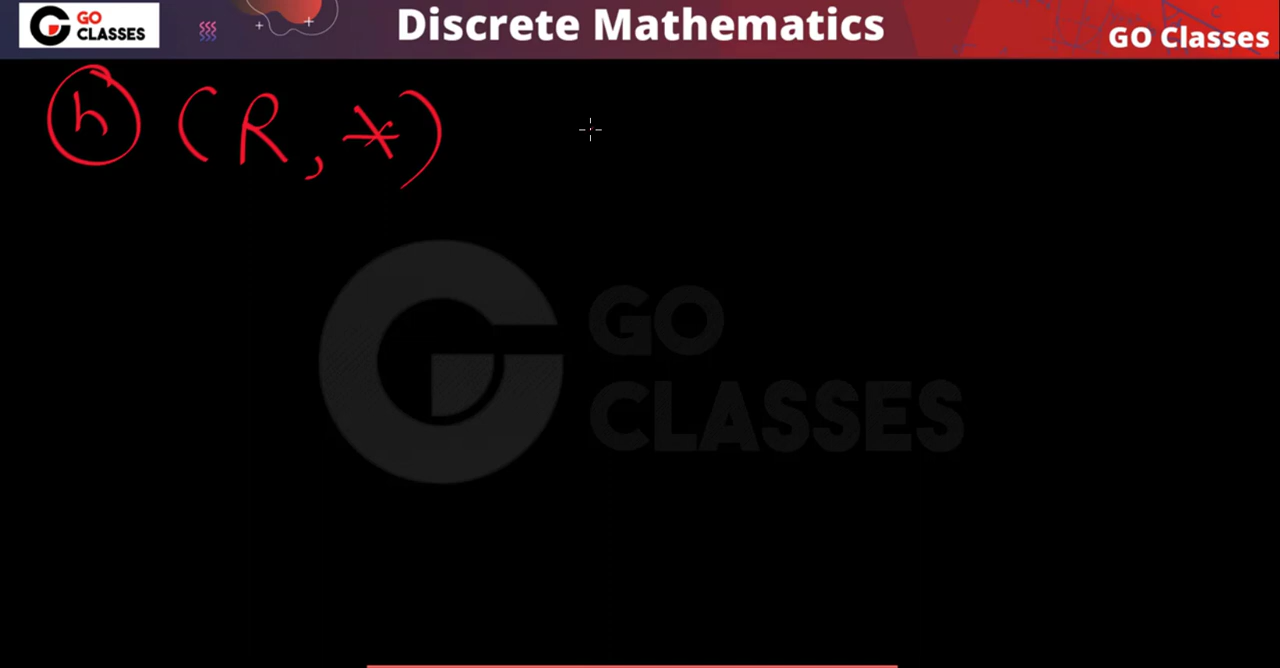 GO
CLASSES
Discrete Mathematics
GO Classes
h (R, *)
GO
CLASSES